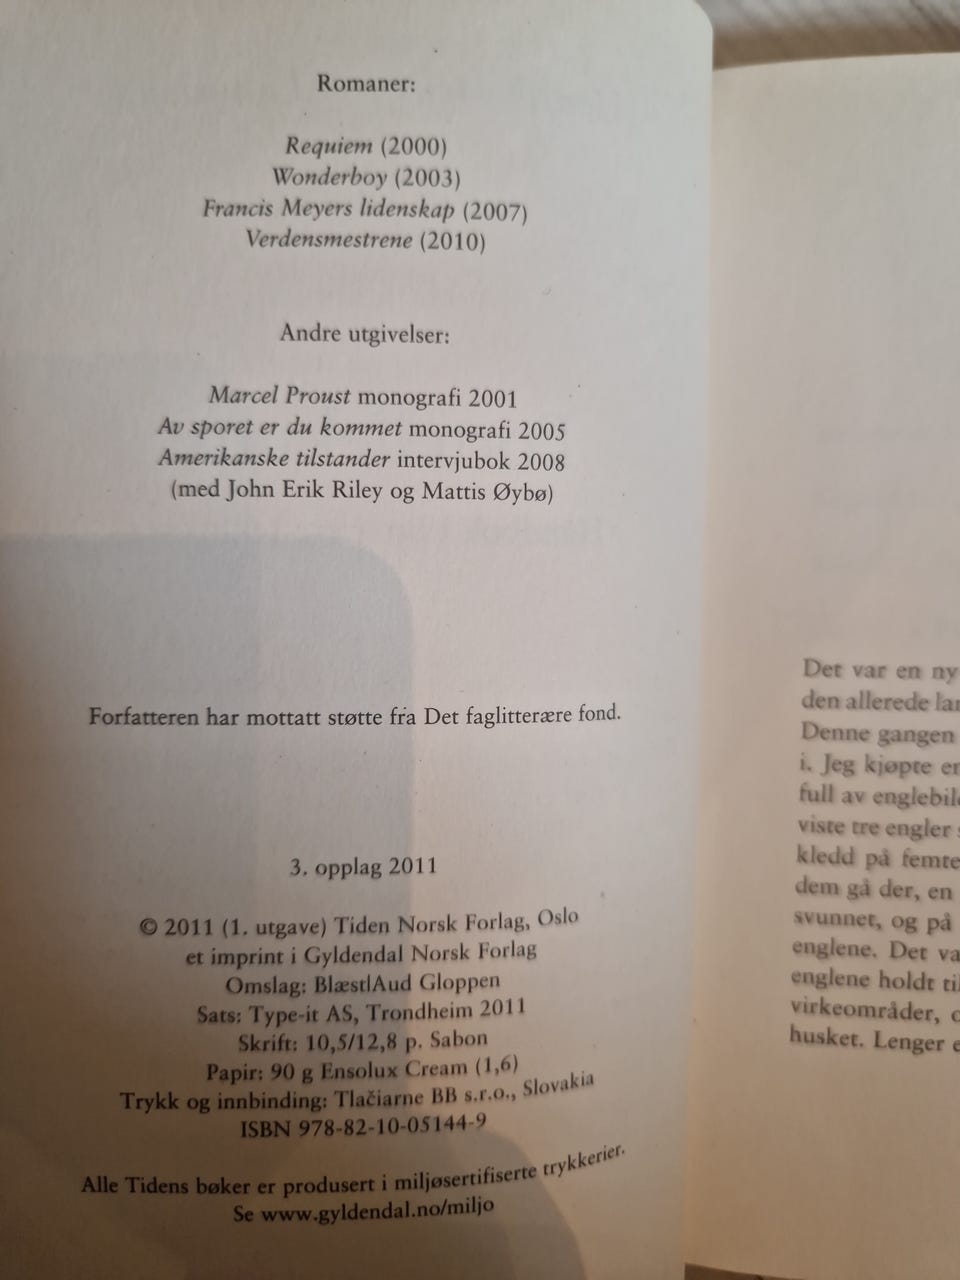 Romaner:
Requiem (2000)
Wonderboy (2003)
Francis Meyers lidenskap (2007)
Verdensmestrene (2010)
Andre utgivelser:
Marcel Proust monografi 2001
Av sporet er du kommet monografi 2005
Amerikanske tilstander intervjubok 2008
(med John Erik Riley og Mattis Øybø)
Forfatteren har mottatt støtte fra Det faglitterære fond.
3. opplag 2011
© 2011 (1. utgave) Tiden Norsk Forlag, Oslo
et imprint i Gyldendal Norsk Forlag
Omslag: Blæst|Aud Gloppen
Sats: Type-it AS, Trondheim 2011
Skrift: 10,5/12,8 p. Sabon
Papir: 90 g Ensolux Cream (1,6)
Trykk og innbinding: Tlačiarne BB s.r.o., Slovakia
ISBN 978-82-10-05144-9
Alle Tidens bøker er produsert i miljøsertifiserte trykkerier.
Se www.gyldendal.no/miljo
Det var en ny
den allerede
Denne gangen
i. Jeg kjøpte
full av
viste tre engler
kledd på
dem gå der, en
svunnet, og på
englene. Det
englene holdt
virkeområder,
husket. Lenger